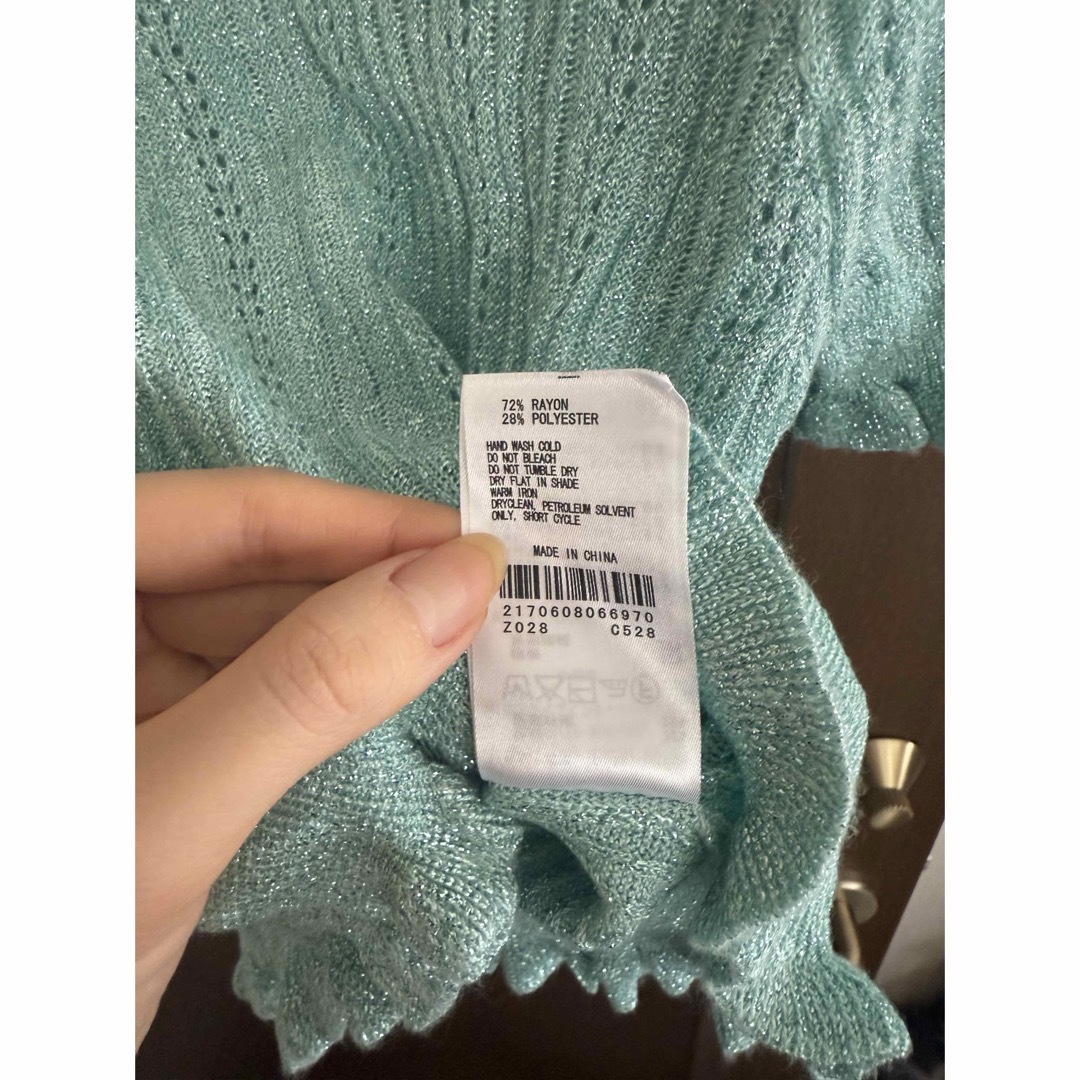 72% RAYON
28% POLYESTER
HAND WASH COLD
DO NOT BLEACH
DO NOT TUMBLE DRY
DRY FLAT IN SHADE
WARM IRON
DRYCLEAN, PETROLEUM SOLVENT
ONLY, SHORT CYCLE
MADE IN CHINA
2170608066970
Z028 C528